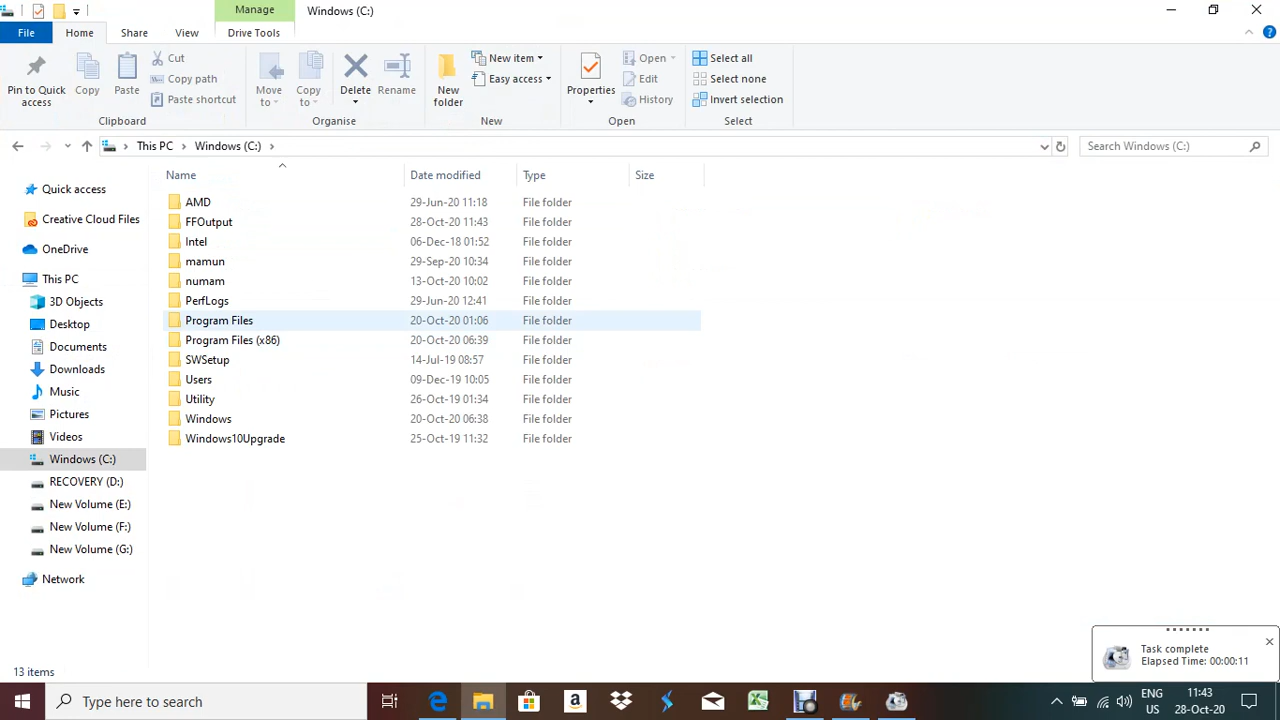 Manage
Windows (C:)
File
Home
Share
View
Drive Tools
Pin to Quick access
Copy
Paste
Cut
Copy path
Paste shortcut
Clipboard
Move to
Copy to
Delete
Rename
Organise
New folder
New item
Easy access
New
Properties
Open
Edit
History
Open
Select all
Select none
Invert selection
Select
This PC
Windows (C:)
Search Windows (C:)
Name Date modified Type Size
AMD 29-Jun-20 11:18 File folder
FFOutput 28-Oct-20 11:43 File folder
Intel 06-Dec-18 01:52 File folder
mamun 29-Sep-20 10:34 File folder
numam 13-Oct-20 10:02 File folder
PerfLogs 29-Jun-20 12:41 File folder
Program Files 20-Oct-20 01:06 File folder
Program Files (x86) 20-Oct-20 06:39 File folder
SWSetup 14-Jul-19 08:57 File folder
Users 09-Dec-19 10:05 File folder
Utility 26-Oct-19 01:34 File folder
Windows 20-Oct-20 06:38 File folder
Windows10Upgrade 25-Oct-19 11:32 File folder
Quick access
Creative Cloud Files
OneDrive
This PC
3D Objects
Desktop
Documents
Downloads
Music
Pictures
Videos
Windows (C:)
RECOVERY (D:)
New Volume (E:)
New Volume (F:)
New Volume (G:)
Network
13 items
Task complete
Elapsed Time: 00:00:11
Type here to search
ENG
US
11:43
28-Oct-20